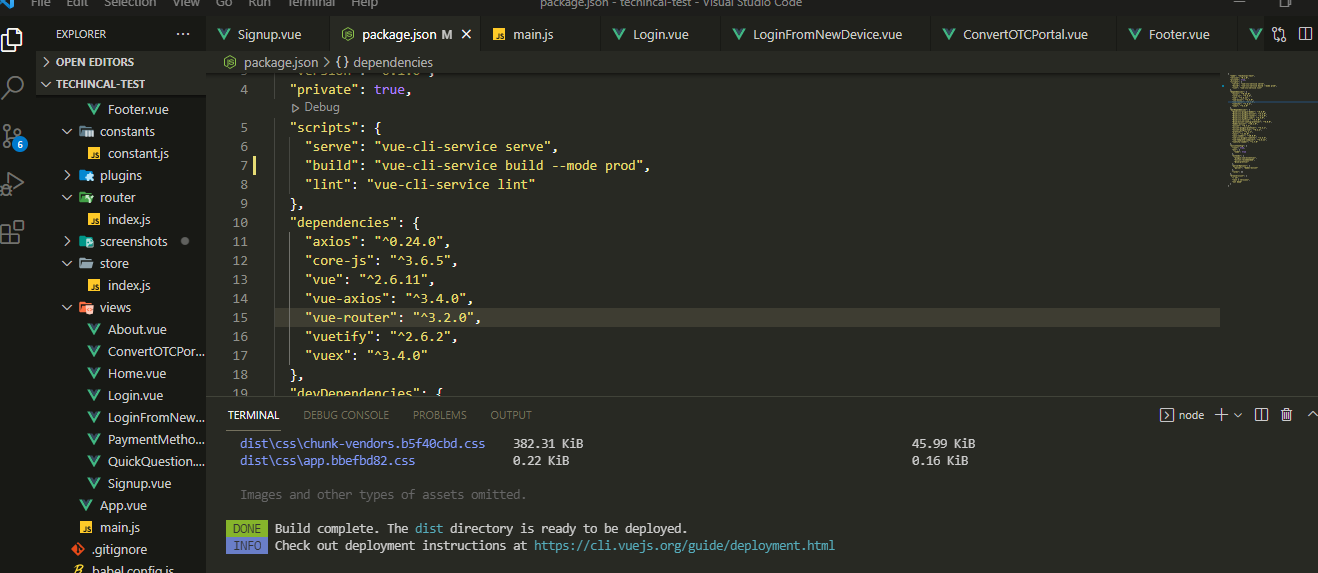 File Edit Selection View Go Run Terminal Help package.json - techincal-test - Visual Studio Code
EXPLORER
OPEN EDITORS
TECHINCAL-TEST
Footer.vue
constants
constant.js
plugins
router
index.js
screenshots
store
index.js
views
About.vue
ConvertOTCPor...
Home.vue
Login.vue
LoginFromNew...
PaymentMetho...
QuickQuestion....
Signup.vue
App.vue
main.js
.gitignore
babel.config.js
6
Signup.vue package.json M main.js Login.vue LoginFromNewDevice.vue ConvertOTCPortal.vue Footer.vue
package.json > {} dependencies
4 "private": true,
Debug
5 "scripts": {
6 "serve": "vue-cli-service serve",
7 "build": "vue-cli-service build --mode prod",
8 "lint": "vue-cli-service lint"
9 },
10 "dependencies": {
11 "axios": "^0.24.0",
12 "core-js": "^3.6.5",
13 "vue": "^2.6.11",
14 "vue-axios": "^3.4.0",
15 "vue-router": "^3.2.0",
16 "vuetify": "^2.6.2",
17 "vuex": "^3.4.0"
18 },
19 "devDependencies": {
TERMINAL DEBUG CONSOLE PROBLEMS OUTPUT node
dist\css\chunk-vendors.b5f40cbd.css 382.31 KiB 45.99 KiB
dist\css\app.bbefbd82.css 0.22 KiB 0.16 KiB
Images and other types of assets omitted.
DONE Build complete. The dist directory is ready to be deployed.
INFO Check out deployment instructions at https://cli.vuejs.org/guide/deployment.html